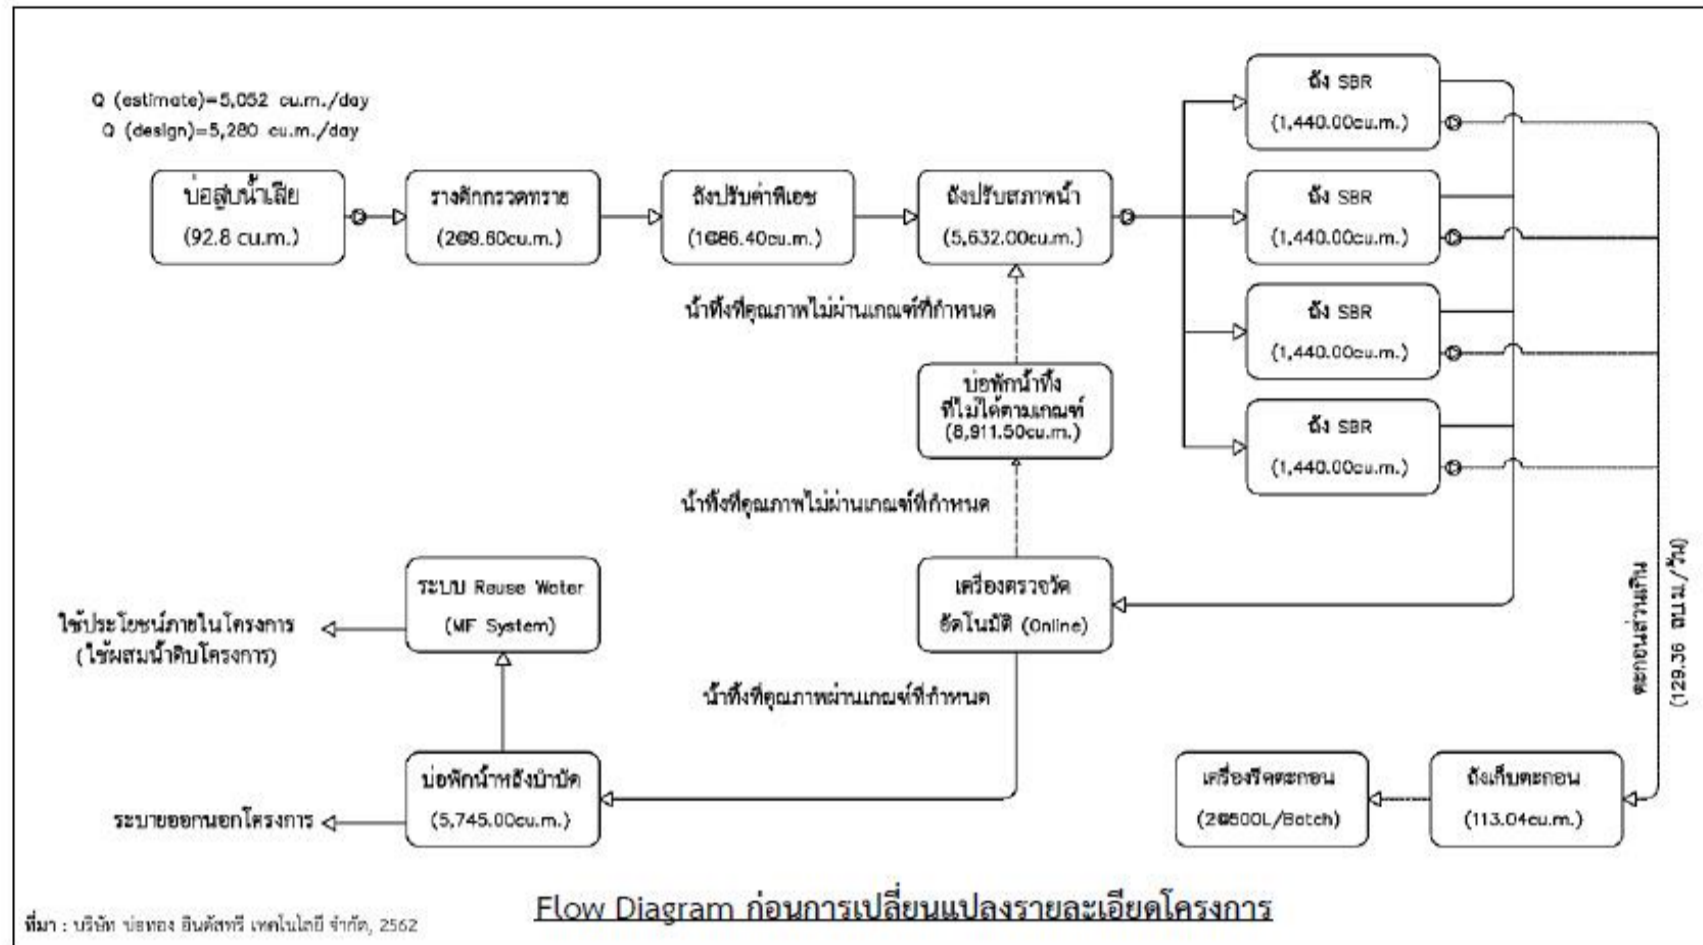 Q (estimate)=5,052 cu.m./day
Q (design)=5,280 cu.m./day
บ่อสูบน้ำเสีย
(92.8 cu.m.)
รางดักกรวดทราย
(2@9.60cu.m.)
ถังปรับค่าพีเอช
(1@86.40cu.m.)
ถังปรับสภาพน้ำ
(5,632.00cu.m.)
ถัง SBR
(1,440.00cu.m.)
ถัง SBR
(1,440.00cu.m.)
ถัง SBR
(1,440.00cu.m.)
ถัง SBR
(1,440.00cu.m.)
น้ำทิ้งที่คุณภาพไม่ผ่านเกณฑ์ที่กำหนด
บ่อพักน้ำทิ้ง
ที่ไม่ได้ตามเกณฑ์
(8,911.50cu.m.)
น้ำทิ้งที่คุณภาพไม่ผ่านเกณฑ์ที่กำหนด
เครื่องตรวจวัด
อัตโนมัติ (Online)
ระบบ Reuse Water
(MF System)
ใช้ประโยชน์ภายในโครงการ
(ใช้ผสมน้ำดิบโครงการ)
น้ำทิ้งที่คุณภาพผ่านเกณฑ์ที่กำหนด
ตะกอนส่วนเกิน
(129.36 ลบ.ม./วัน)
บ่อพักน้ำหลังบำบัด
(5,745.00cu.m.)
ระบายออกนอกโครงการ
เครื่องรีดตะกอน
(2@500L/Batch)
ถังเก็บตะกอน
(113.04cu.m.)
Flow Diagram ก่อนการเปลี่ยนแปลงรายละเอียดโครงการ
ที่มา : บริษัท บ่อทอง อินดัสทรี เทคโนโลยี จำกัด, 2562